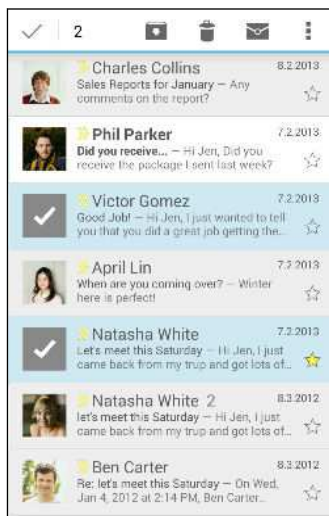 2
Charles Collins 8.2.2013
Sales Reports for January – Any
comments on the report?
Phil Parker 7.2.2013
Did you receive... – Hi Jen, Did you
receive the package I sent last week?
Victor Gomez 7.2.2013
Good Job! – Hi Jen, I just wanted to tell
you that you did a great job getting the...
April Lin 7.2.2013
When are you coming over? – Winter
here is perfect!
Natasha White 7.2.2013
Let's meet this Saturday – Hi Jen, I just
came back from my trup and got lots of...
Natasha White 2 8.3.2012
let's meet this Saturday – Hi Jen, I just
came back from my trup and got lots of...
Ben Carter 8.3.2012
Re: let's meet this Saturday – On Wed,
Jan 4, 2012 at 2:14 PM, Ben Carter...